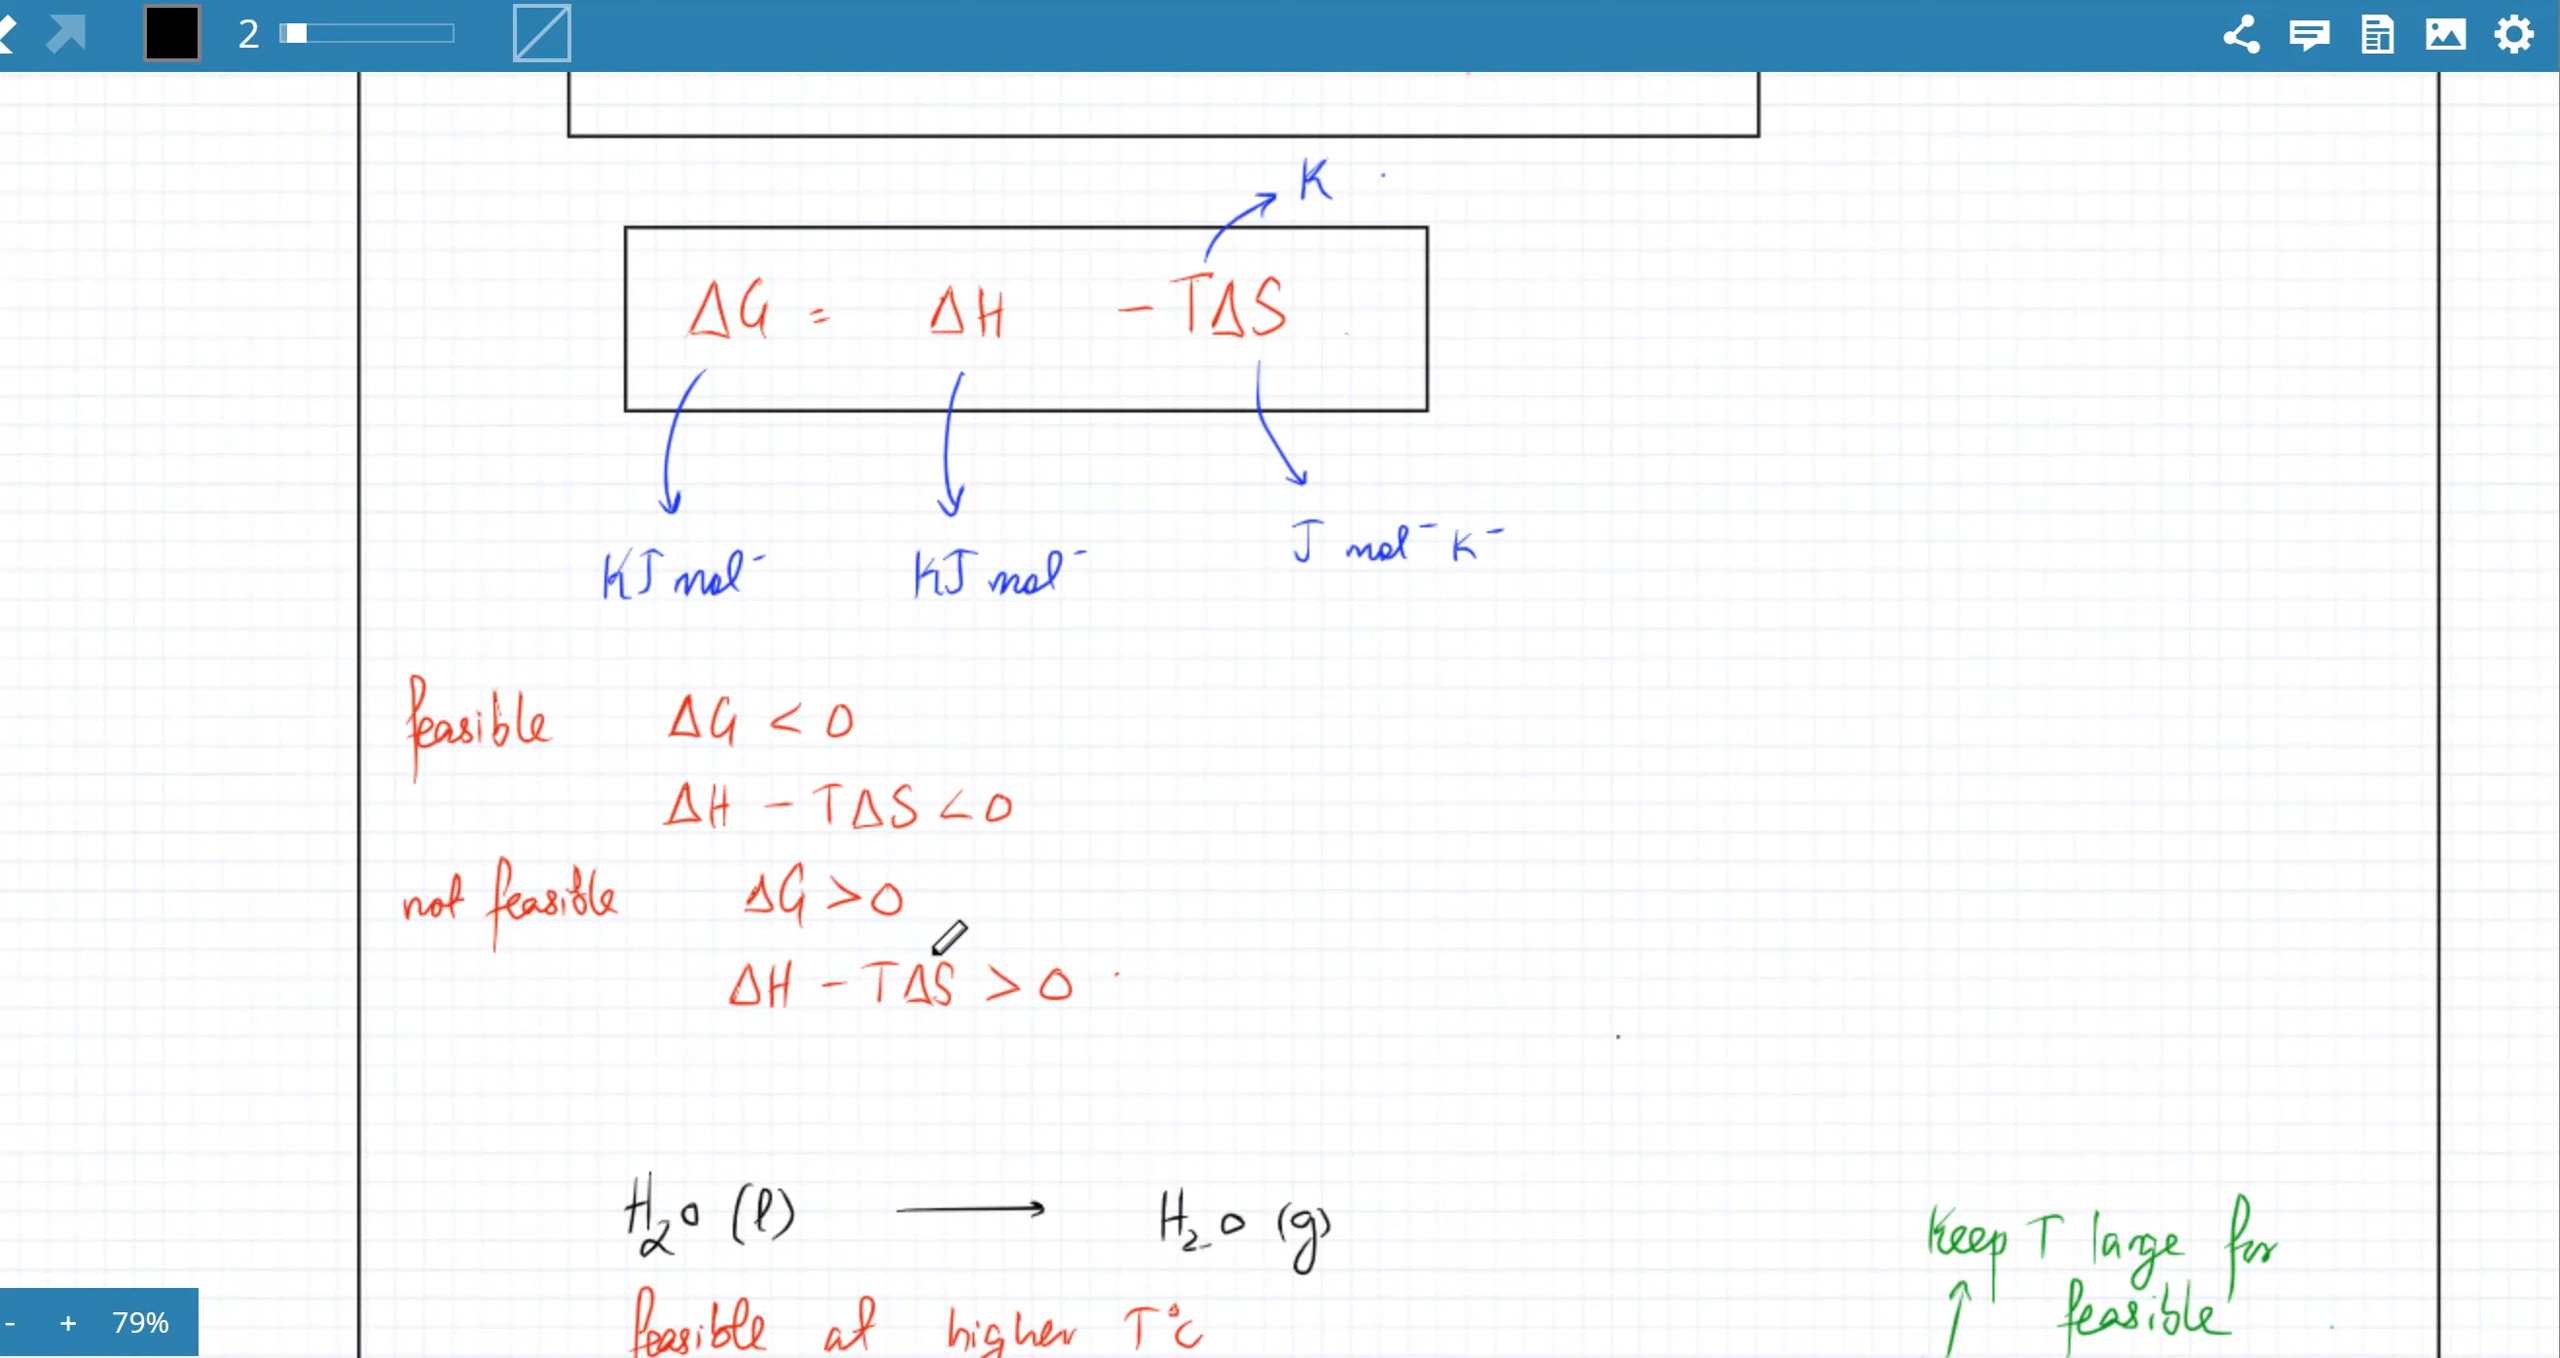 2
K
ΔG = ΔH - TΔS
KJ mol⁻ KJ mol⁻ J mol⁻ K⁻
feasible ΔG < 0
ΔH - TΔS < 0
not feasible ΔG > 0
ΔH - TΔS > 0
H₂O (l) → H₂O (g)
Keep T large for
feasible
feasible at higher T°C
- + 79%